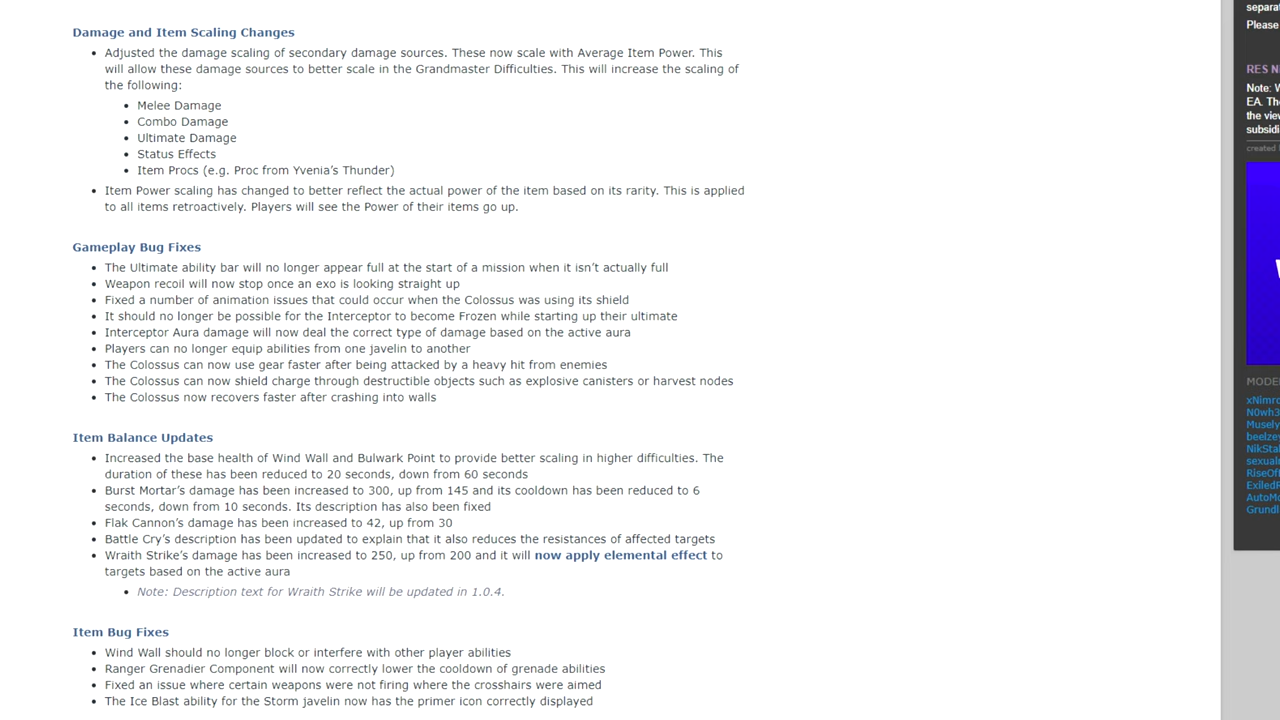 Damage and Item Scaling Changes
Adjusted the damage scaling of secondary damage sources. These now scale with Average Item Power. This
will allow these damage sources to better scale in the Grandmaster Difficulties. This will increase the scaling of
the following:
Melee Damage
Combo Damage
Ultimate Damage
Status Effects
Item Procs (e.g. Proc from Yvenia's Thunder)
Item Power scaling has changed to better reflect the actual power of the item based on its rarity. This is applied
to all items retroactively. Players will see the Power of their items go up.
Gameplay Bug Fixes
The Ultimate ability bar will no longer appear full at the start of a mission when it isn't actually full
Weapon recoil will now stop once an exo is looking straight up
Fixed a number of animation issues that could occur when the Colossus was using its shield
It should no longer be possible for the Interceptor to become Frozen while starting up their ultimate
Interceptor Aura damage will now deal the correct type of damage based on the active aura
Players can no longer equip abilities from one javelin to another
The Colossus can now use gear faster after being attacked by a heavy hit from enemies
The Colossus can now shield charge through destructible objects such as explosive canisters or harvest nodes
The Colossus now recovers faster after crashing into walls
Item Balance Updates
Increased the base health of Wind Wall and Bulwark Point to provide better scaling in higher difficulties. The
duration of these has been reduced to 20 seconds, down from 60 seconds
Burst Mortar's damage has been increased to 300, up from 145 and its cooldown has been reduced to 6
seconds, down from 10 seconds. Its description has also been fixed
Flak Cannon's damage has been increased to 42, up from 30
Battle Cry's description has been updated to explain that it also reduces the resistances of affected targets
Wraith Strike's damage has been increased to 250, up from 200 and it will now apply elemental effect to
targets based on the active aura
Note: Description text for Wraith Strike will be updated in 1.0.4.
Item Bug Fixes
Wind Wall should no longer block or interfere with other player abilities
Ranger Grenadier Component will now correctly lower the cooldown of grenade abilities
Fixed an issue where certain weapons were not firing where the crosshairs were aimed
The Ice Blast ability for the Storm javelin now has the primer icon correctly displayed
Please
RES
Note:
EA.
the
created